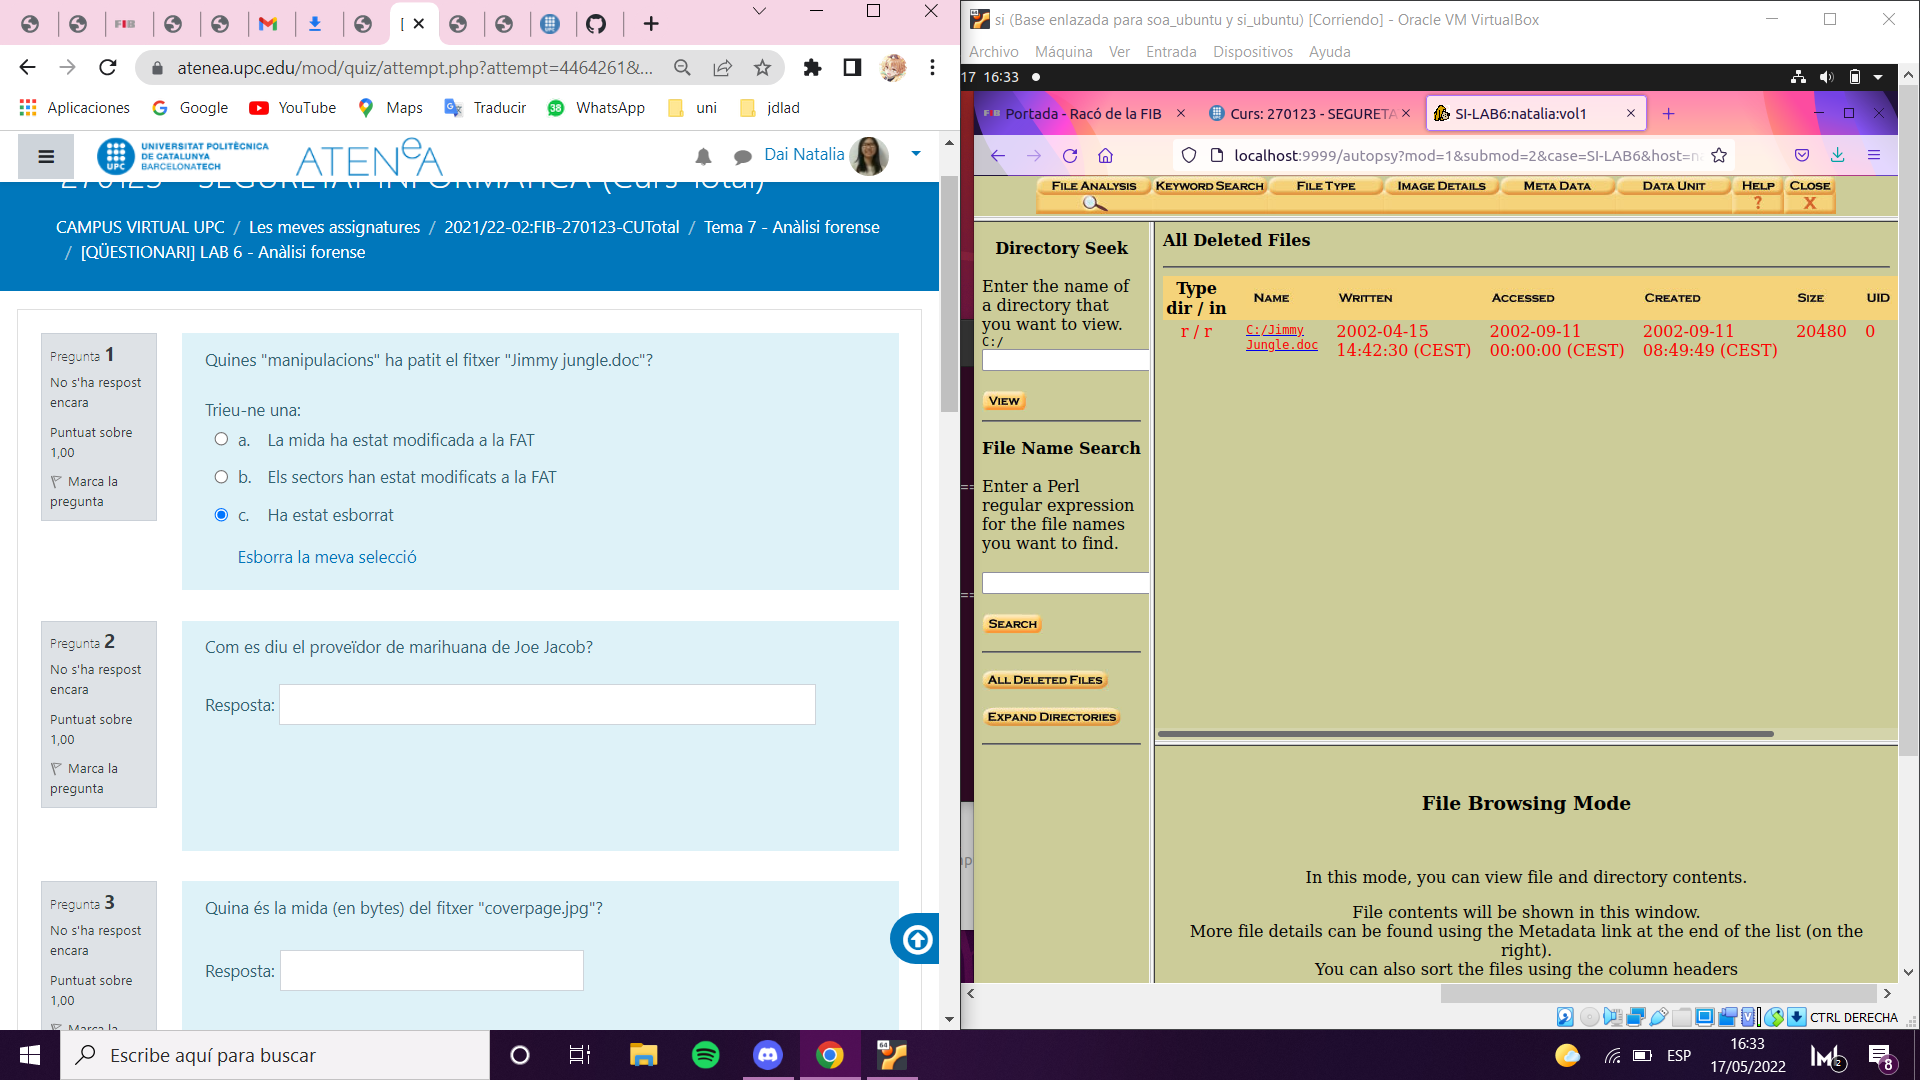 [
atenea.upc.edu/mod/quiz/attempt.php?attempt=4464261&...
Aplicaciones
Google
YouTube
Maps
Traducir
38
WhatsApp
uni
jdlad
UPC
UNIVERSITAT POLITÈCNICA
DE CATALUNYA
BARCELONATECH
ATENEA
Dai Natalia
270123 - SEGURETAT INFORMÀTICA (Curs Total)
CAMPUS VIRTUAL UPC / Les meves assignatures / 2021/22-02:FIB-270123-CUTotal / Tema 7 - Anàlisi forense
/ [QÜESTIONARI] LAB 6 - Anàlisi forense
Pregunta 1
No s'ha respost
encara
Puntuat sobre
1,00
Marca la
pregunta
Quines "manipulacions" ha patit el fitxer "Jimmy jungle.doc"?
Trieu-ne una:
a. La mida ha estat modificada a la FAT
b. Els sectors han estat modificats a la FAT
c. Ha estat esborrat
Esborra la meva selecció
Pregunta 2
No s'ha respost
encara
Puntuat sobre
1,00
Marca la
pregunta
Com es diu el proveïdor de marihuana de Joe Jacob?
Resposta:
Pregunta 3
No s'ha respost
encara
Puntuat sobre
1,00
Marca la
Quina és la mida (en bytes) del fitxer "coverpage.jpg"?
Resposta:
si (Base enlazada para soa_ubuntu y si_ubuntu) [Corriendo] - Oracle VM VirtualBox
Archivo Máquina Ver Entrada Dispositivos Ayuda
17 16:33
FIB Portada - Racó de la FIB
Curs: 270123 - SEGURETA
SI-LAB6:natalia:vol1
localhost:9999/autopsy?mod=1&submod=2&case=SI-LAB6&host=na
FILE ANALYSIS
KEYWORD SEARCH
FILE TYPE
IMAGE DETAILS
META DATA
DATA UNIT
HELP
?
CLOSE
X
Directory Seek
Enter the name of
a directory that
you want to view.
C:/
VIEW
File Name Search
Enter a Perl
regular expression
for the file names
you want to find.
SEARCH
ALL DELETED FILES
EXPAND DIRECTORIES
All Deleted Files
Type
dir / in
NAME
WRITTEN
ACCESSED
CREATED
SIZE
UID
r / r
C:/Jimmy
Jungle.doc
2002-04-15
14:42:30 (CEST)
2002-09-11
00:00:00 (CEST)
2002-09-11
08:49:49 (CEST)
20480
0
File Browsing Mode
In this mode, you can view file and directory contents.
File contents will be shown in this window.
More file details can be found using the Metadata link at the end of the list (on the
right).
You can also sort the files using the column headers
CTRL DERECHA
Escribe aquí para buscar
64
ESP
16:33
17/05/2022
2
8